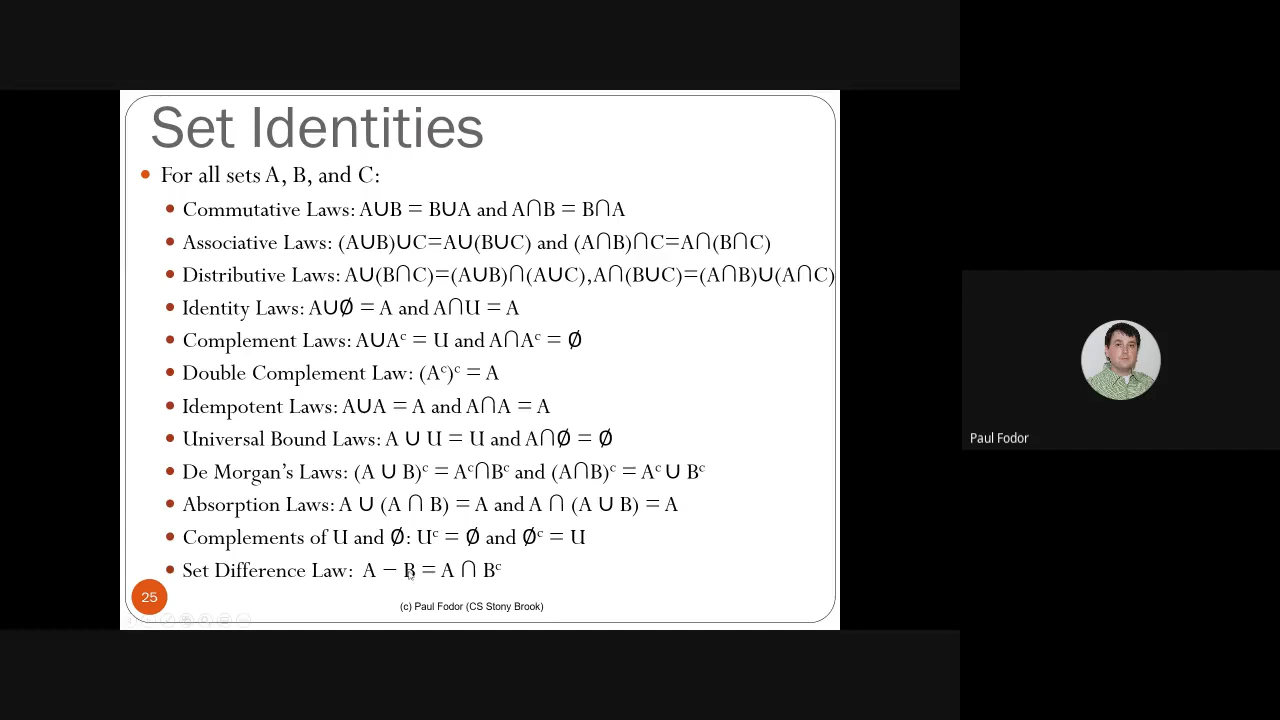 Set Identities
• For all sets A, B, and C:
• Commutative Laws: A∪B = B∪A and A∩B = B∩A
• Associative Laws: (A∪B)∪C=A∪(B∪C) and (A∩B)∩C=A∩(B∩C)
• Distributive Laws: A∪(B∩C)=(A∪B)∩(A∪C),A∩(B∪C)=(A∩B)∪(A∩C)
• Identity Laws: A∪∅ = A and A∩U = A
• Complement Laws: A∪Aᶜ = U and A∩Aᶜ = ∅
• Double Complement Law: (Aᶜ)ᶜ = A
• Idempotent Laws: A∪A = A and A∩A = A
• Universal Bound Laws: A ∪ U = U and A∩∅ = ∅
• De Morgan's Laws: (A ∪ B)ᶜ = Aᶜ∩Bᶜ and (A∩B)ᶜ = Aᶜ ∪ Bᶜ
• Absorption Laws: A ∪ (A ∩ B) = A and A ∩ (A ∪ B) = A
• Complements of U and ∅: Uᶜ = ∅ and ∅ᶜ = U
• Set Difference Law: A − B = A ∩ Bᶜ
25
(c) Paul Fodor (CS Stony Brook)
Paul Fodor